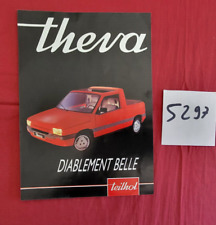 theva
DIABLEMENT BELLE
teilhol
5297